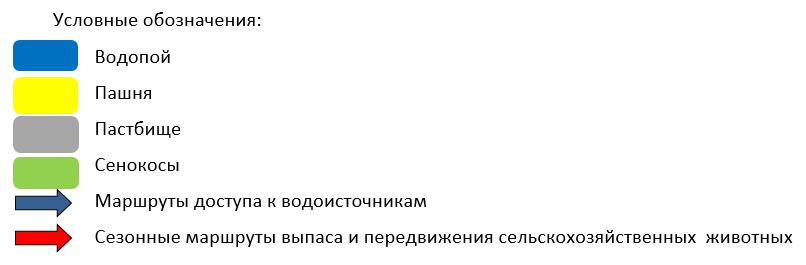 Условные обозначения:
Водопой
Пашня
Пастбище
Сенокосы
Маршруты доступа к водоисточникам
Сезонные маршруты выпаса и передвижения сельскохозяйственных животных